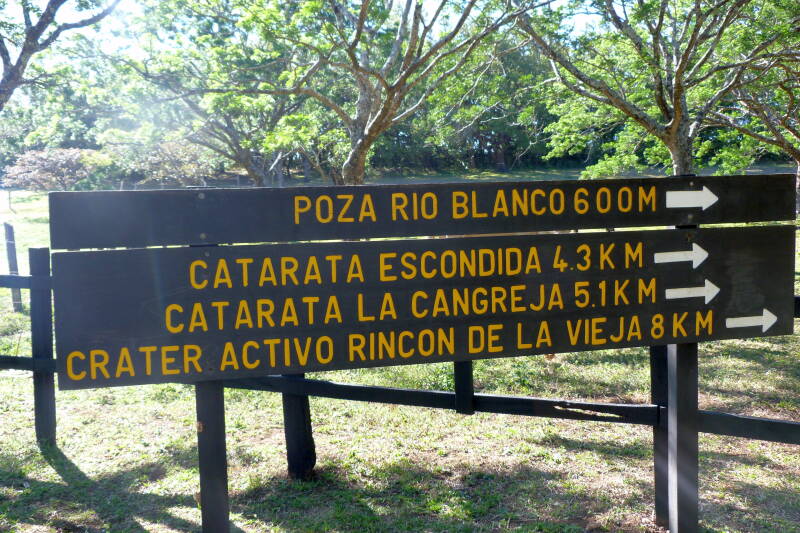 POZA RIO BLANCO 600M
CATARATA ESCONDIDA 4.3KM
CATARATA LA CANGREJA 5.1KM
CRATER ACTIVO RINCON DE LA VIEJA 8KM